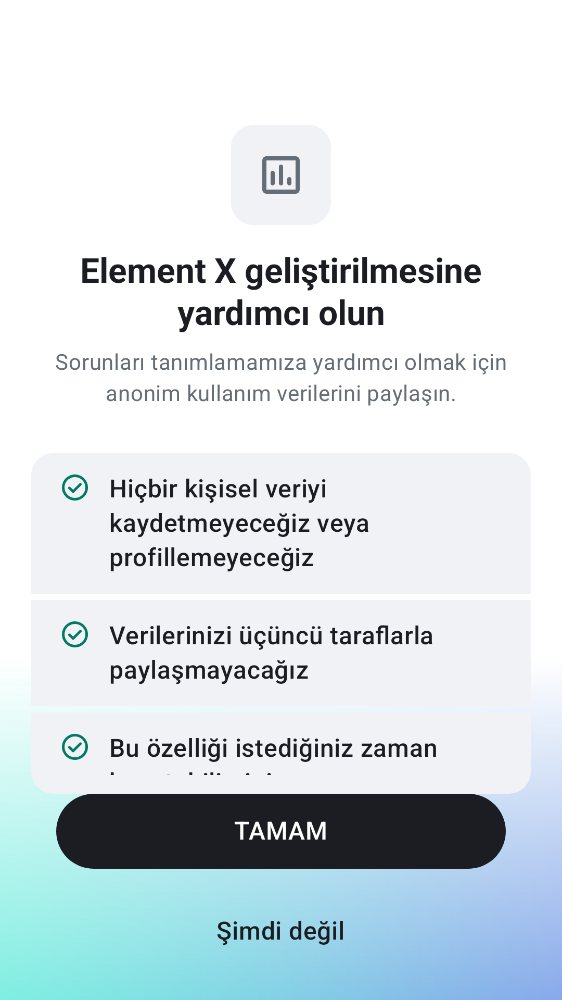 Element X geliştirilmesine
yardımcı olun
Sorunları tanımlamamıza yardımcı olmak için
anonim kullanım verilerini paylaşın.
Hiçbir kişisel veriyi
kaydetmeyeceğiz veya
profillemeyeceğiz
Verilerinizi üçüncü taraflarla
paylaşmayacağız
Bu özelliği istediğiniz zaman
TAMAM
Şimdi değil